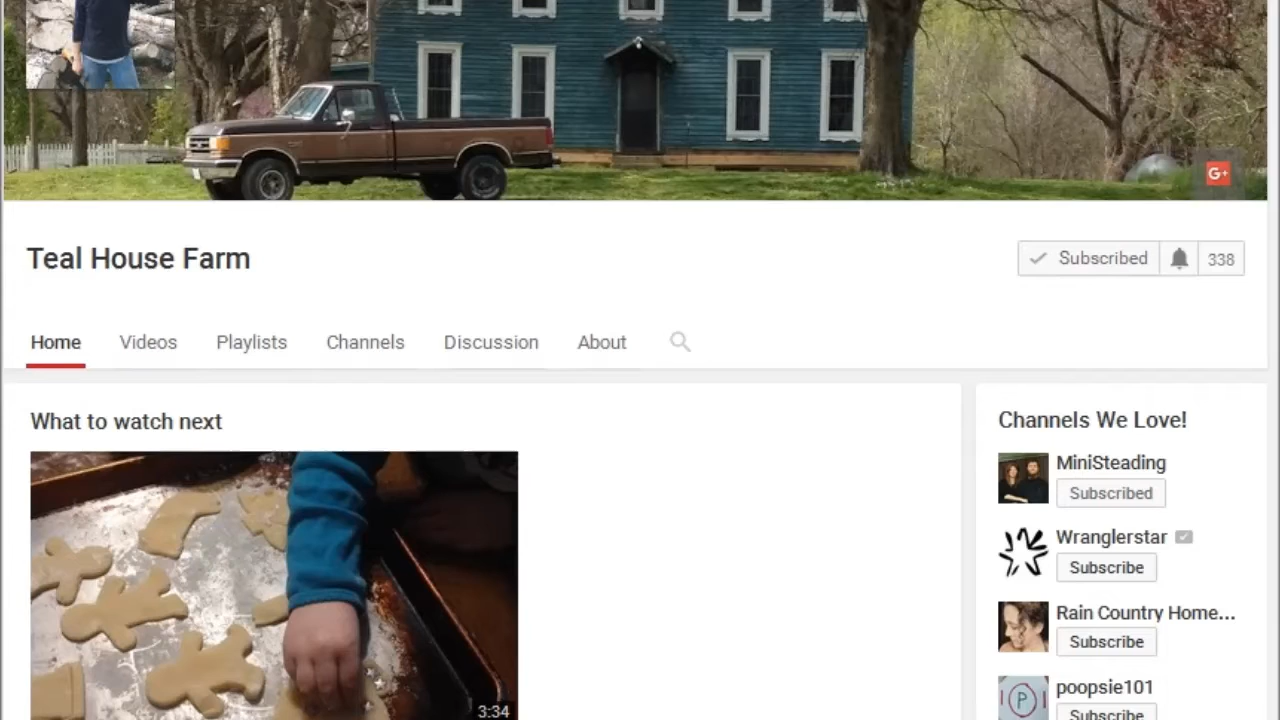 G+
Teal House Farm
Subscribed 338
Home Videos Playlists Channels Discussion About
What to watch next
Channels We Love!
MiniSteading
Subscribed
Wranglerstar
Subscribe
Rain Country Home...
Subscribe
poopsie101
P
Subscribe
3:34